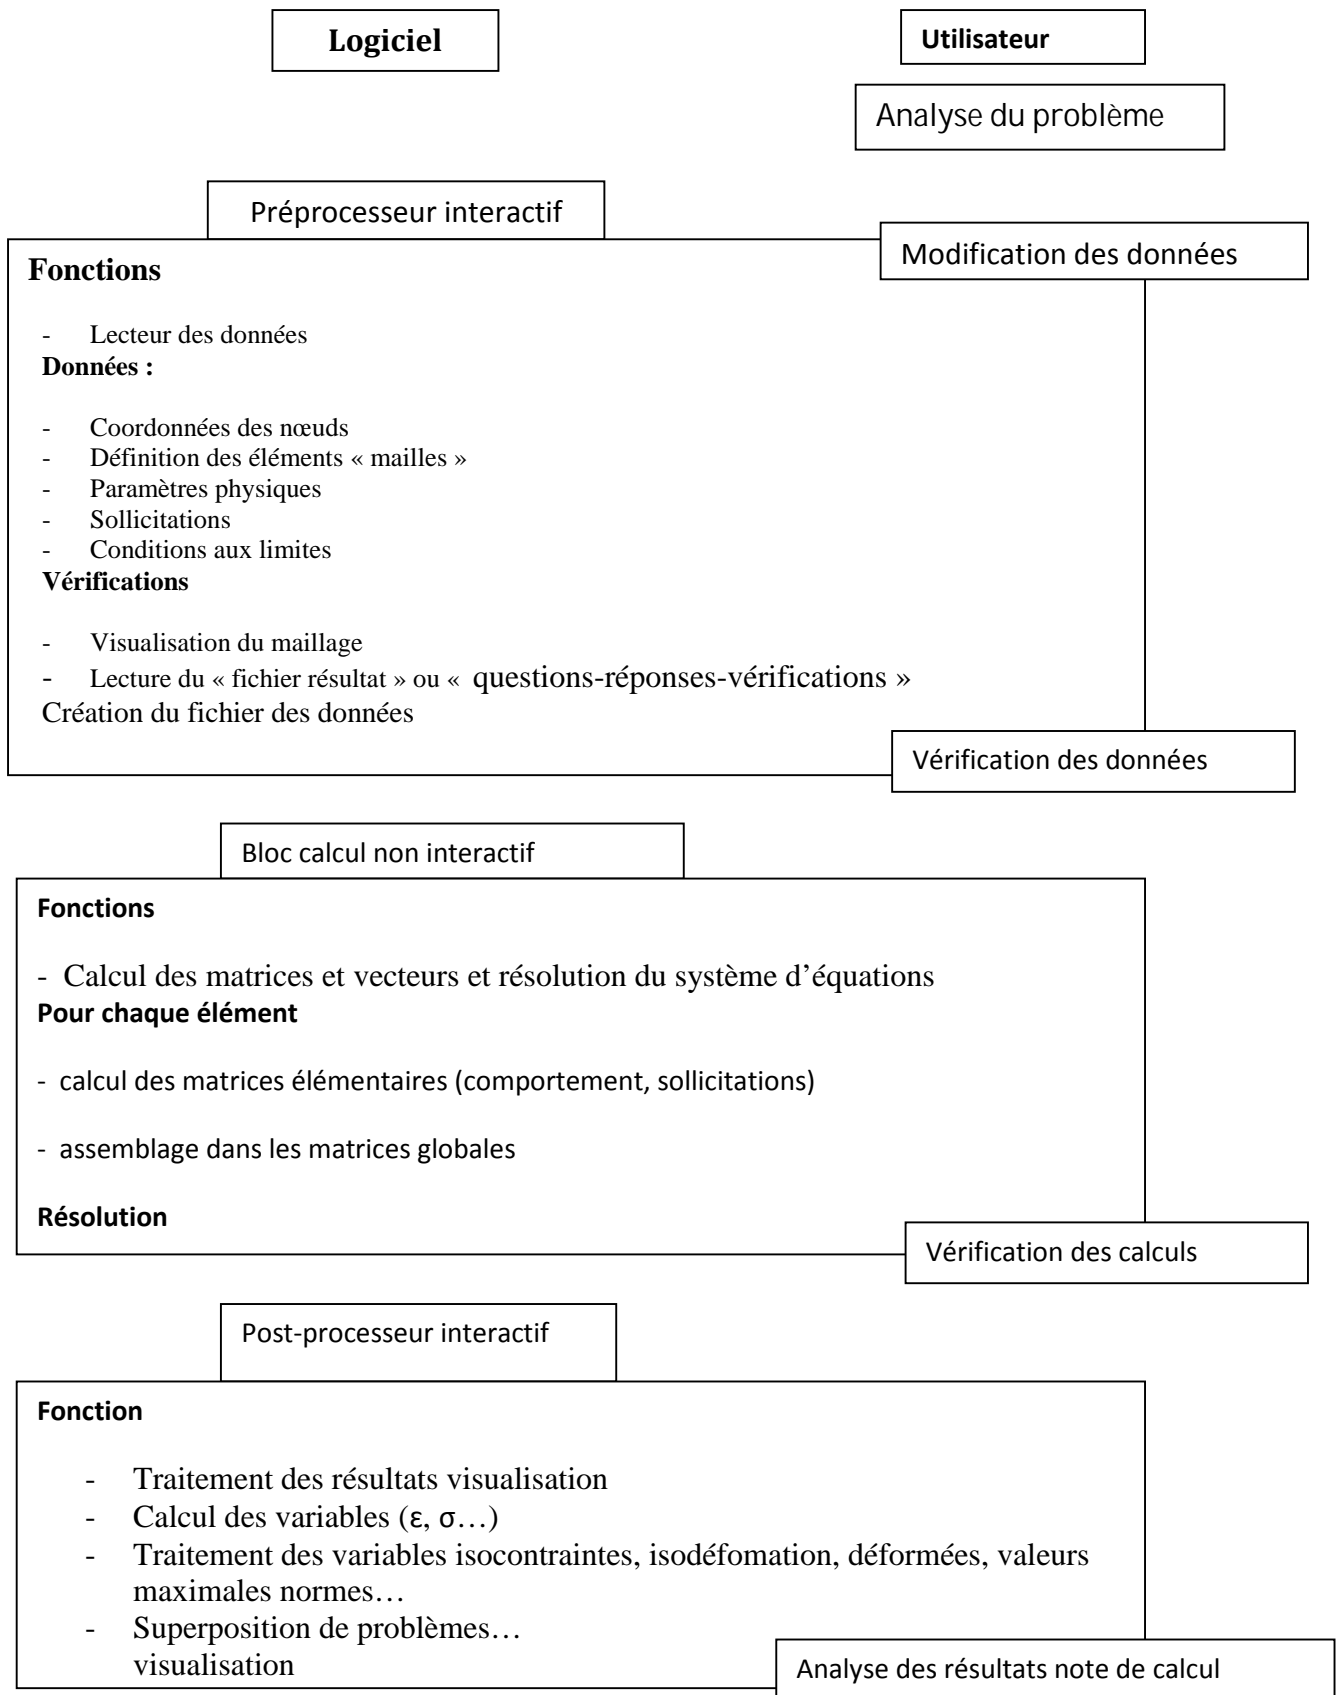 Logiciel
Utilisateur
Analyse du problème
Préprocesseur interactif
Modification des données
Fonctions
- Lecteur des données
Données :
- Coordonnées des nœuds
- Définition des éléments « mailles »
- Paramètres physiques
- Sollicitations
- Conditions aux limites
Vérifications
- Visualisation du maillage
- Lecture du « fichier résultat » ou « questions-réponses-vérifications »
Création du fichier des données
Vérification des données
Bloc calcul non interactif
Fonctions
- Calcul des matrices et vecteurs et résolution du système d’équations
Pour chaque élément
- calcul des matrices élémentaires (comportement, sollicitations)
- assemblage dans les matrices globales
Résolution
Vérification des calculs
Post-processeur interactif
Fonction
- Traitement des résultats visualisation
- Calcul des variables (ε, σ…)
- Traitement des variables isocontraintes, isodéfomation, déformées, valeurs
maximales normes…
- Superposition de problèmes…
visualisation
Analyse des résultats note de calcul